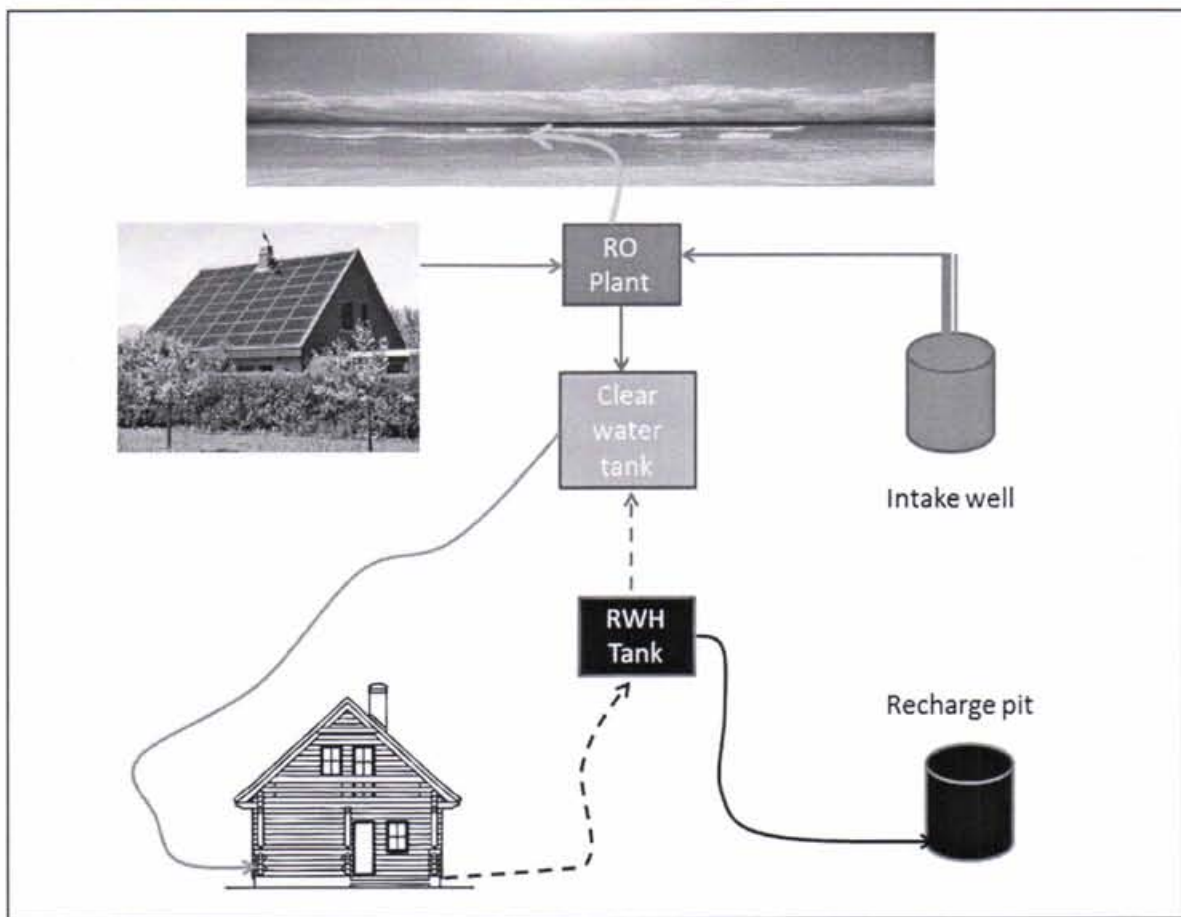 RO
Plant
Clear
water
tank
Intake well
RWH
Tank
Recharge pit